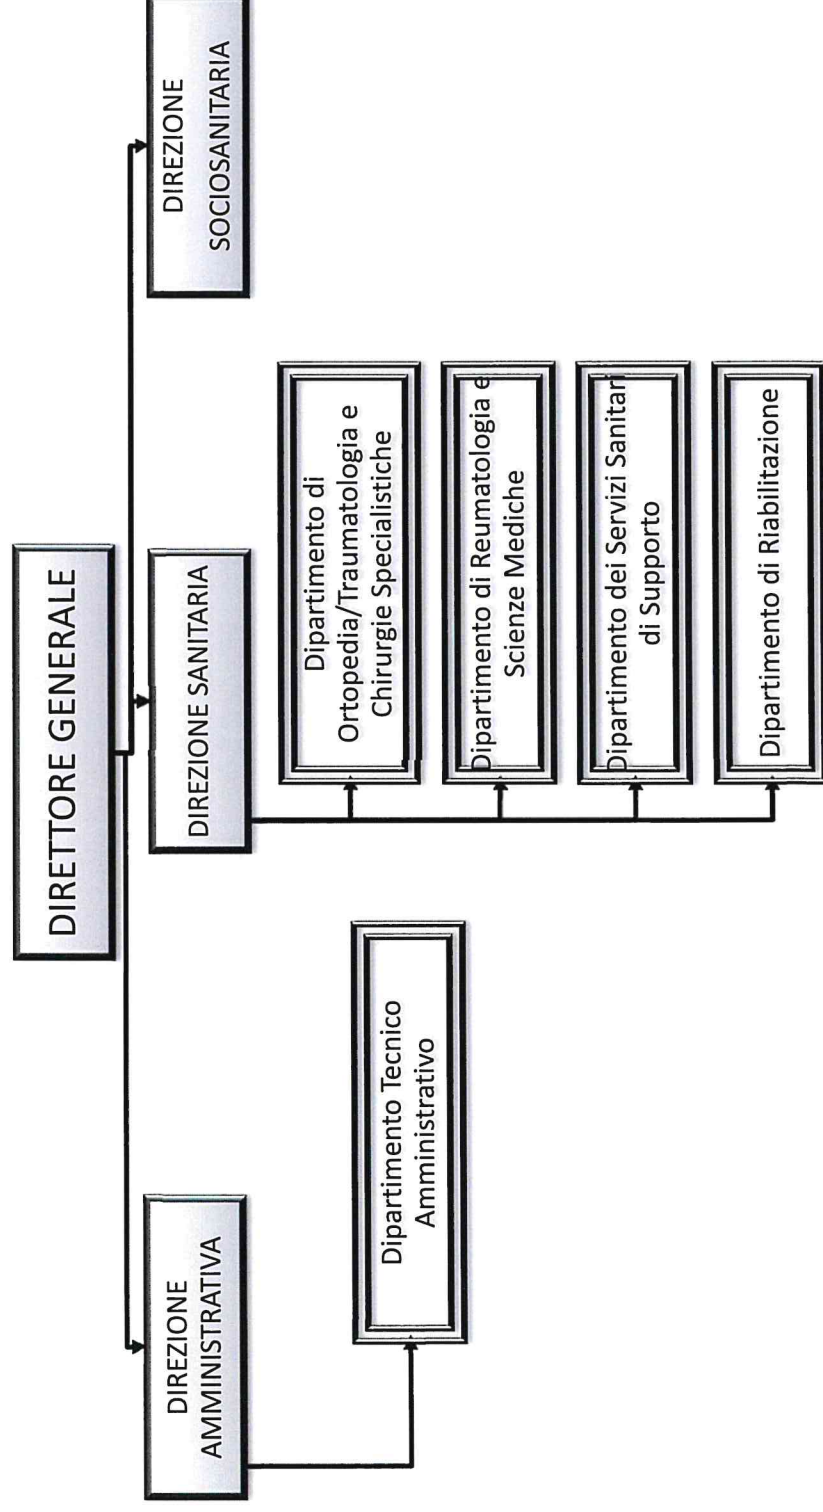 DIRETTORE GENERALE
DIREZIONE
AMMINISTRATIVA
DIREZIONE SANITARIA
DIREZIONE
SOCIOSANITARIA
Dipartimento Tecnico
Amministrativo
Dipartimento di
Ortopedia/Traumatologia e
Chirurgie Specialistiche
Dipartimento di Reumatologia e
Scienze Mediche
Dipartimento dei Servizi Sanitari
di Supporto
Dipartimento di Riabilitazione